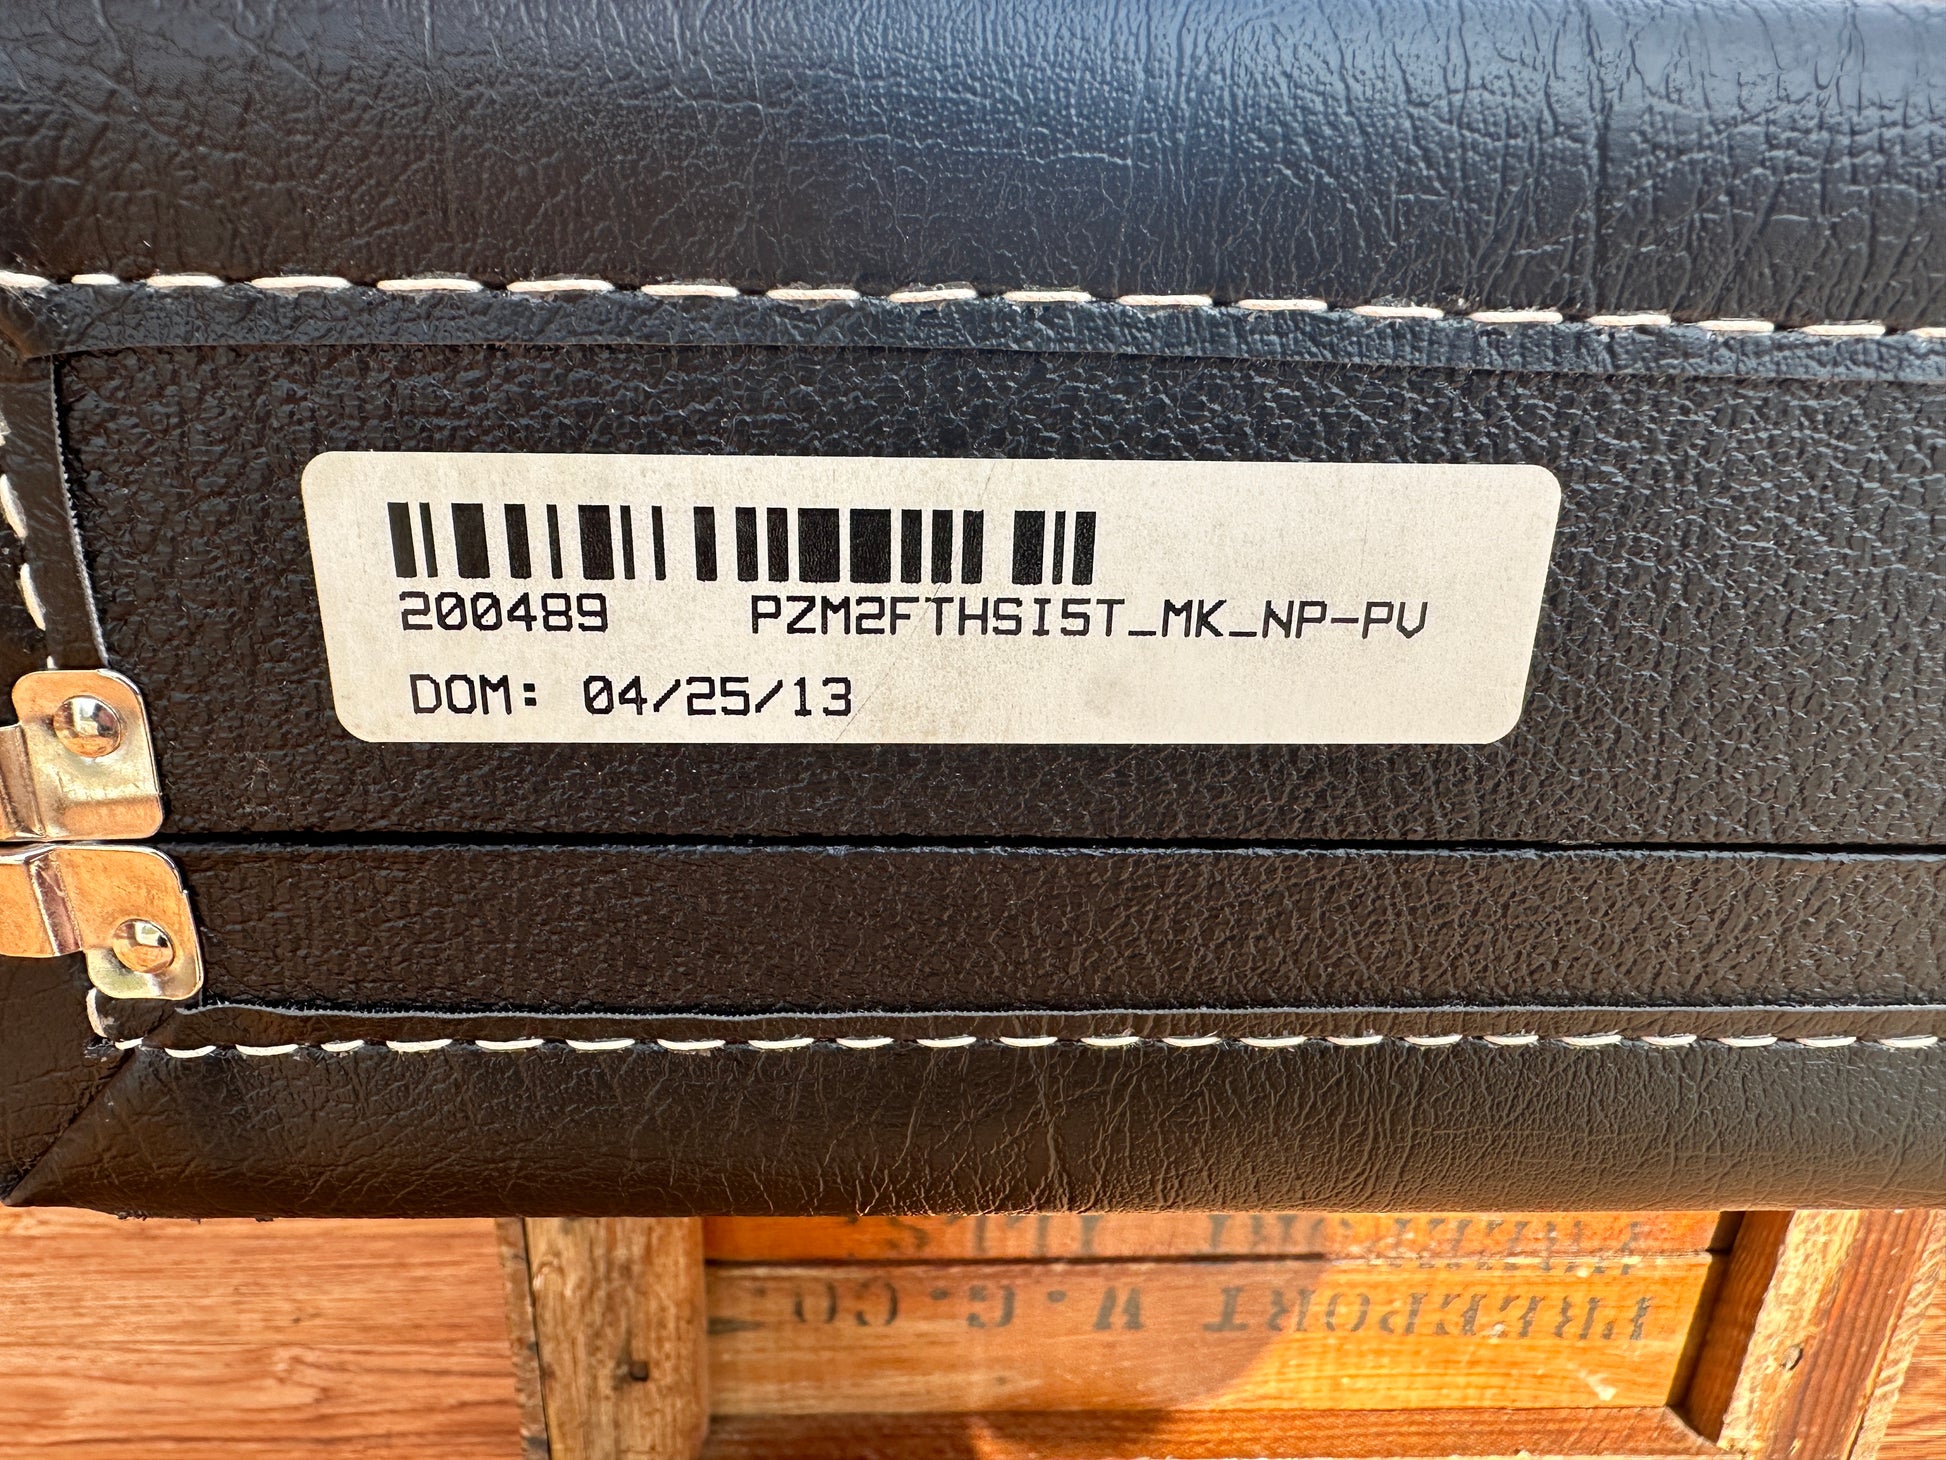 200489 PZM2FTHSI5T_MK_NP-PV
DOM: 04/25/13
FREEPORT W.G.CO.